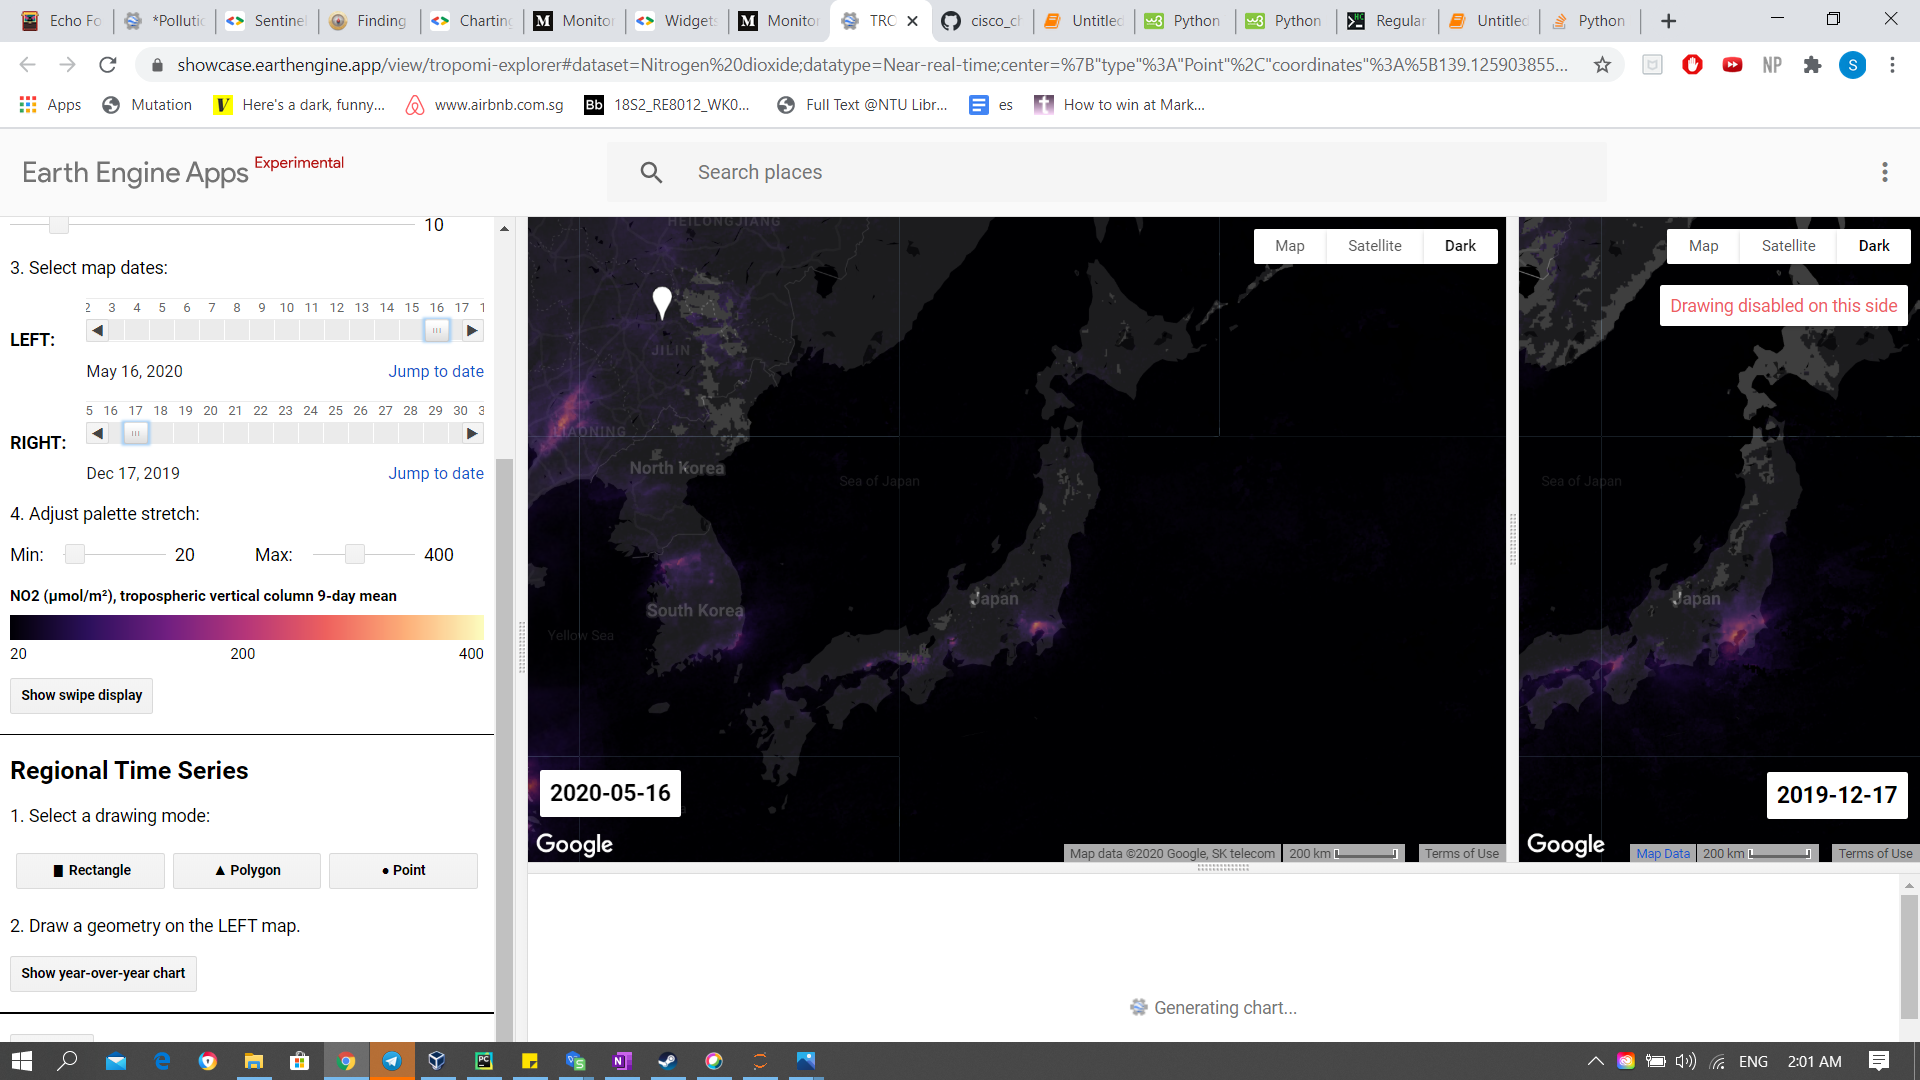 Echo Fo
*Polluti
Sentinel
Finding
Charting
Monitor
Widgets
Monitor
TRO
cisco_ch
Untitled
Python
Python
Regular
Untitled
Python
showcase.earthengine.app/view/tropomi-explorer#dataset=Nitrogen%20dioxide;datatype=Near-real-time;center=%7B"type"%3A"Point"%2C"coordinates"%3A%5B139.125903855...
NP
S
Apps
Mutation
Here's a dark, funny...
www.airbnb.com.sg
Bb 18S2_RE8012_WK0...
Full Text @NTU Libr...
es
How to win at Mark...
Earth Engine Apps Experimental
Search places
10
3. Select map dates:
2 3 4 5 6 7 8 9 10 11 12 13 14 15 16 17 1
LEFT:
May 16, 2020 Jump to date
5 16 17 18 19 20 21 22 23 24 25 26 27 28 29 30 3
RIGHT:
Dec 17, 2019 Jump to date
4. Adjust palette stretch:
Min: 20 Max: 400
NO2 (µmol/m²), tropospheric vertical column 9-day mean
20 200 400
Show swipe display
Regional Time Series
1. Select a drawing mode:
Rectangle
Polygon
Point
2. Draw a geometry on the LEFT map.
Show year-over-year chart
HEILONGJIANG
Map Satellite Dark
JILIN
LIAONING
North Korea
Sea of Japan
South Korea
Japan
Yellow Sea
2020-05-16
Google
Map data ©2020 Google, SK telecom 200 km Terms of Use
Map Satellite Dark
Drawing disabled on this side
Sea of Japan
Japan
2019-12-17
Google
Map Data 200 km Terms of Use
Generating chart...
ENG 2:01 AM